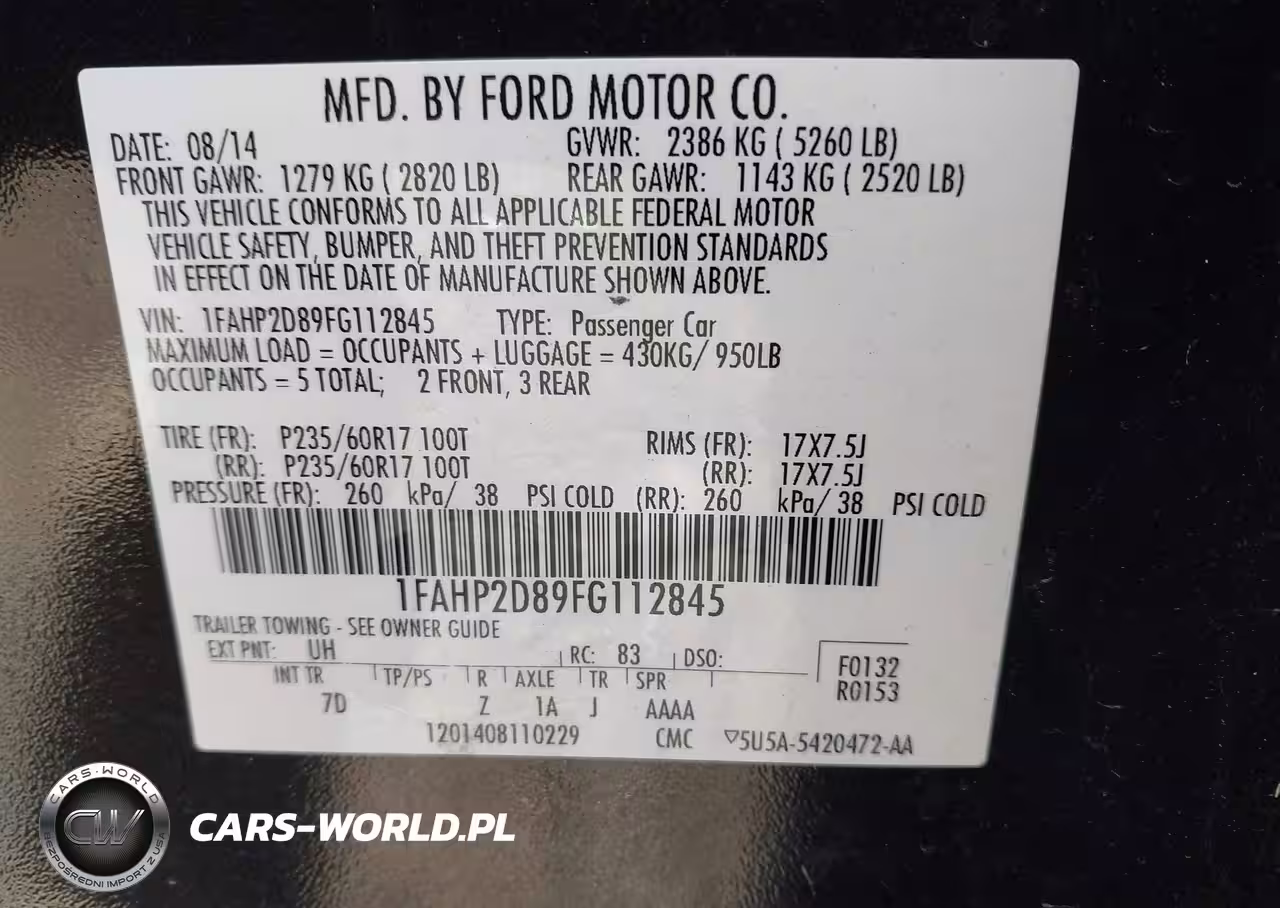 MFD. BY FORD MOTOR CO.
DATE: 08/14 GVWR: 2386 KG ( 5260 LB)
FRONT GAWR: 1279 KG ( 2820 LB) REAR GAWR: 1143 KG ( 2520 LB)
THIS VEHICLE CONFORMS TO ALL APPLICABLE FEDERAL MOTOR
VEHICLE SAFETY, BUMPER, AND THEFT PREVENTION STANDARDS
IN EFFECT ON THE DATE OF MANUFACTURE SHOWN ABOVE.
VIN: 1FAHP2D89FG112845 TYPE: Passenger Car
MAXIMUM LOAD = OCCUPANTS + LUGGAGE = 430KG/ 950LB
OCCUPANTS = 5 TOTAL; 2 FRONT, 3 REAR
TIRE (FR): P235/60R17 100T RIMS (FR): 17X7.5J
(RR): P235/60R17 100T (RR): 17X7.5J
PRESSURE (FR): 260 kPa/ 38 PSI COLD (RR): 260 kPa/ 38 PSI COLD
1FAHP2D89FG112845
TRAILER TOWING - SEE OWNER GUIDE
EXT PNT: UH RC: 83 DSO: F0132
R0153
INT TR TP/PS R AXLE TR SPR
7D Z 1A J AAAA
1201408110229 CMC ▽5U5A-5420472-AA
CARS-WORLD
CW
BEZPOŚREDNI IMPORT Z USA
CARS-WORLD.PL